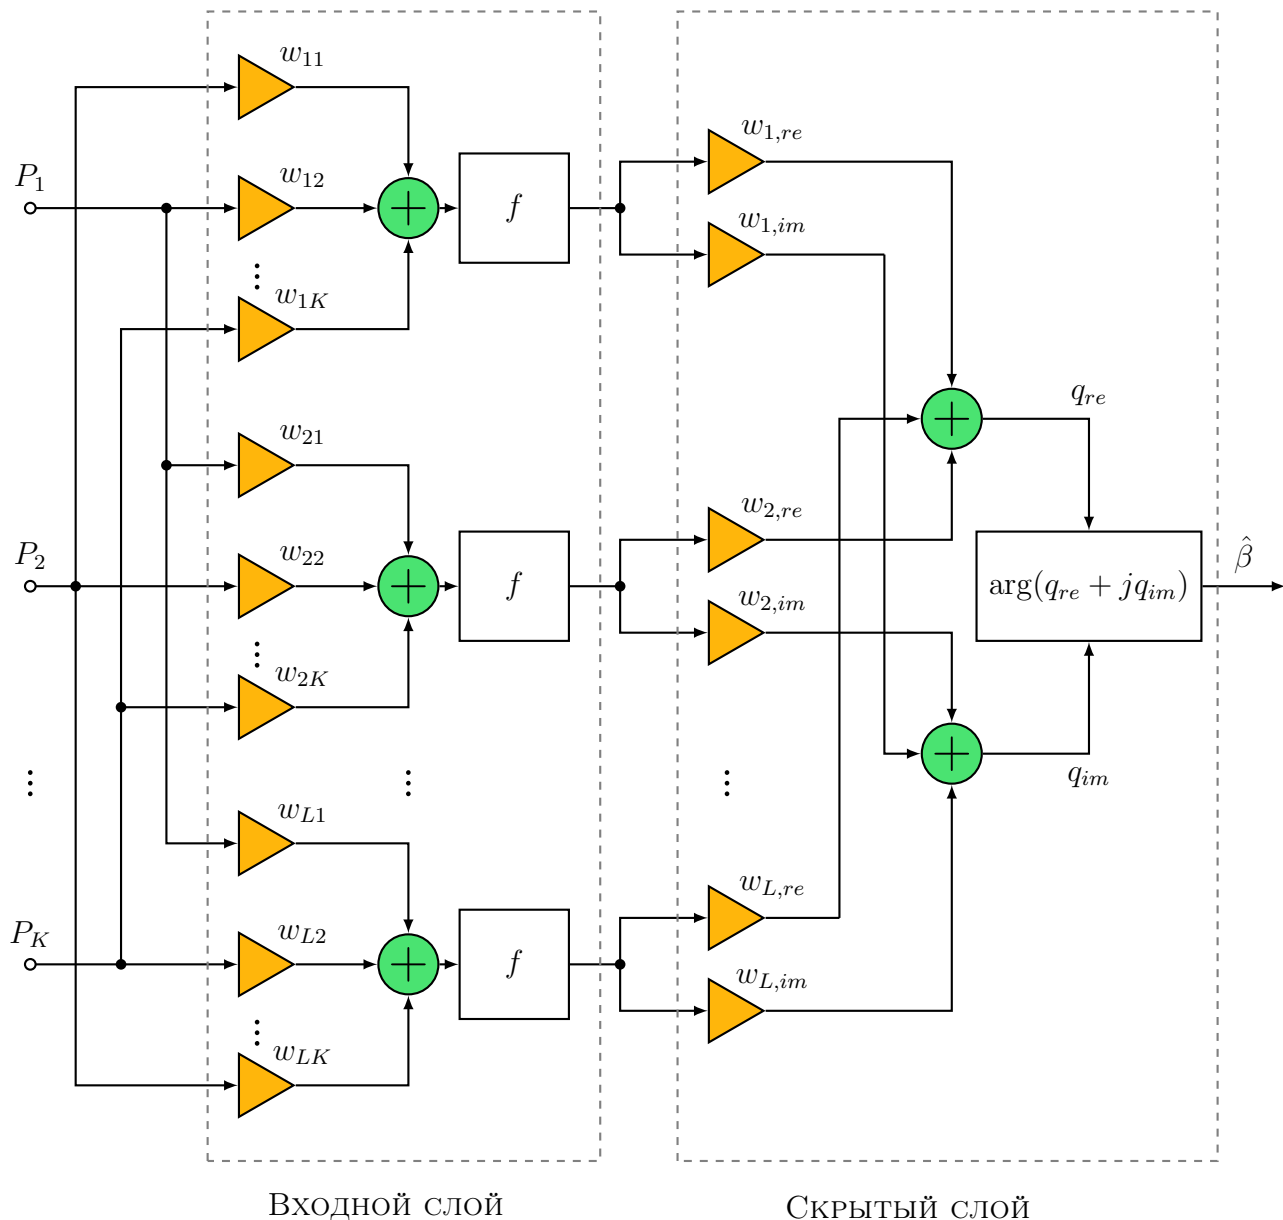 w₁₁
P₁
w₁₂
f
w₁,re
w₁,im
⋮
w₁K
w₂₁
qre
P₂
w₂₂
f
w₂,re
w₂,im
arg(qre + jqim)
β̂
⋮
w₂K
⋮
⋮
⋮
qim
wL₁
PK
wL₂
f
wL,re
wL,im
⋮
wLK
Входной слой
Скрытый слой